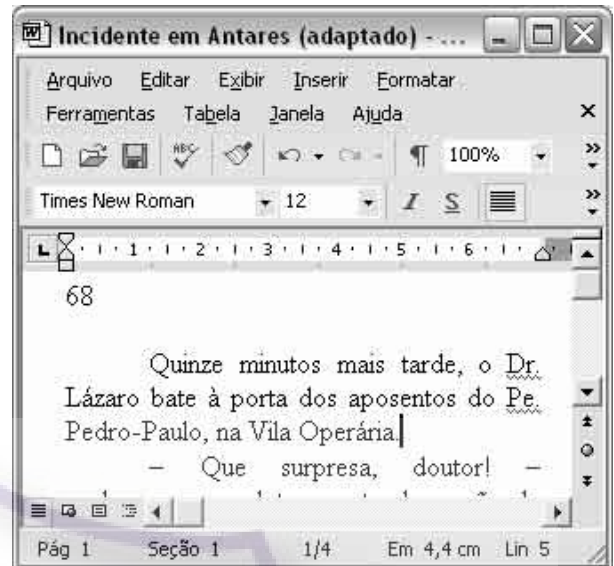 Incidente em Antares (adaptado) - ...
Arquivo Editar Exibir Inserir Formatar
Ferramentas Tabela Janela Ajuda
ABC ¶ 100%
Times New Roman 12 I S
L 1 2 3 4 5 6
68
Quinze minutos mais tarde, o Dr.
Lázaro bate à porta dos aposentos do Pe.
Pedro-Paulo, na Vila Operária.
– Que surpresa, doutor! –
Pág 1 Seção 1 1/4 Em 4,4 cm Lin 5